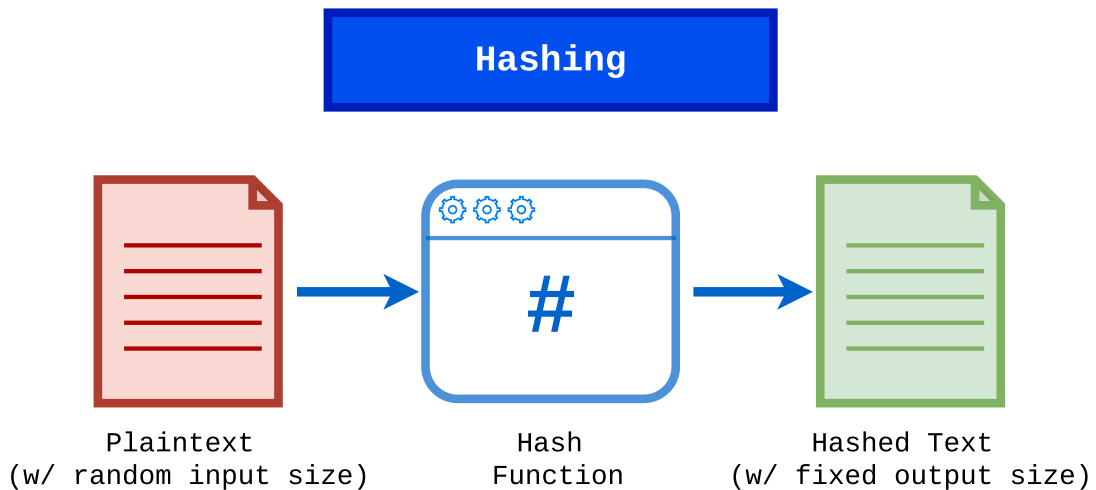 Hashing
#
Plaintext
(w/ random input size)
Hash
Function
Hashed Text
(w/ fixed output size)